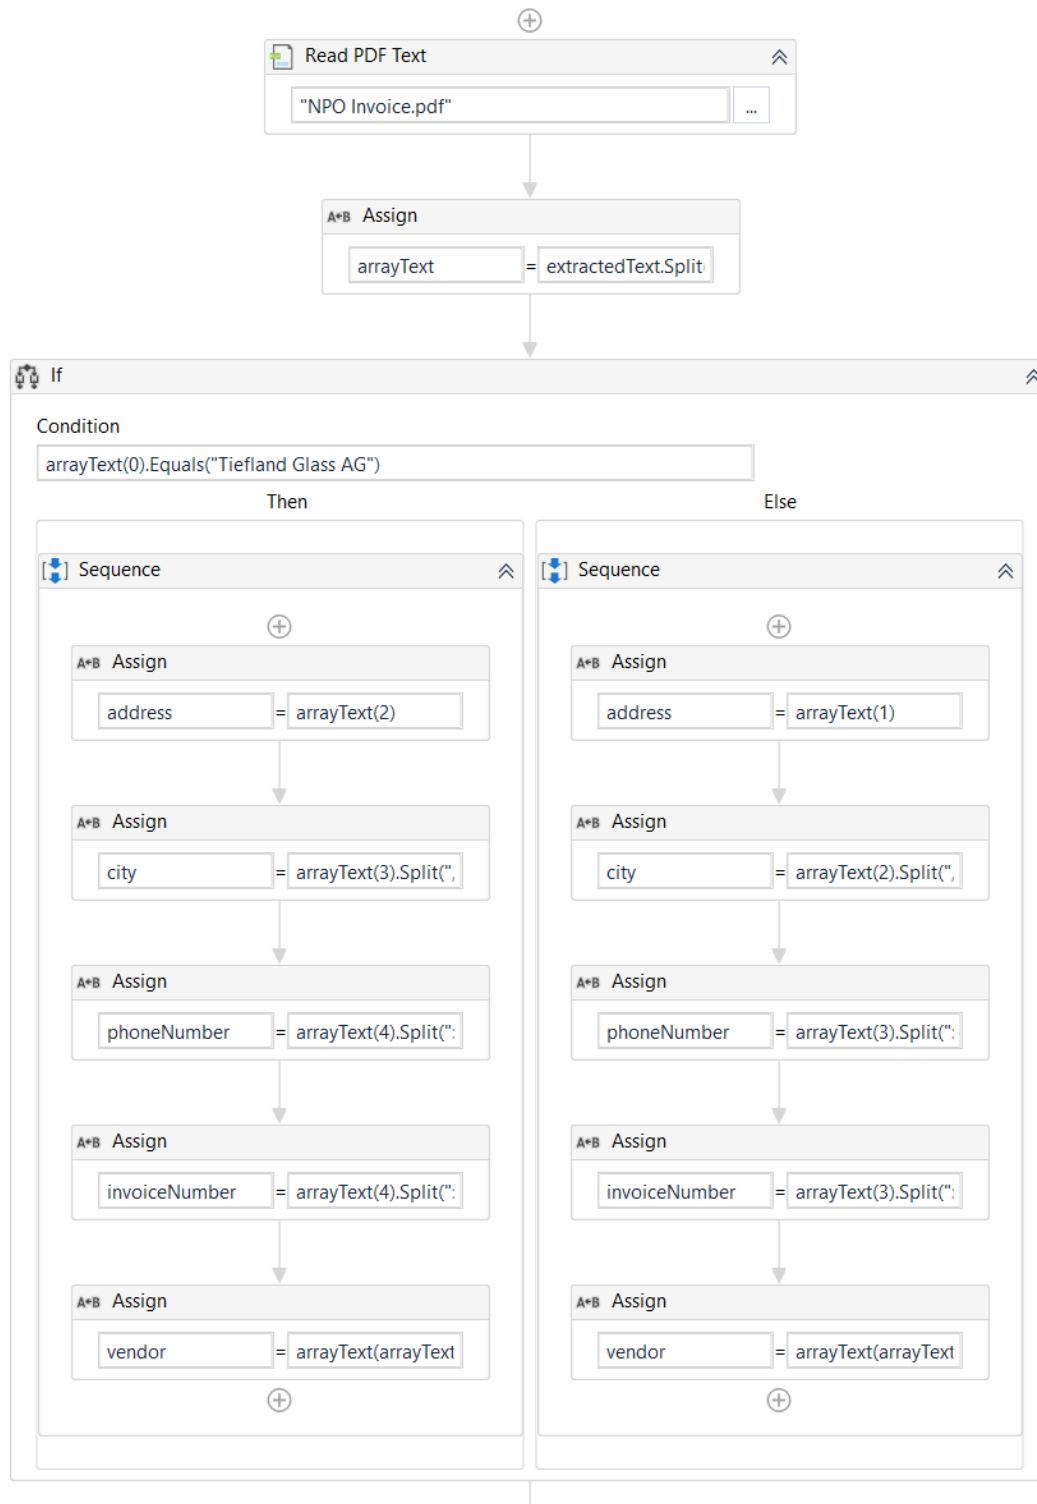 Read PDF Text
"NPO Invoice.pdf"
...
A+B Assign
arrayText = extractedText.Split(
If
Condition
arrayText(0).Equals("Tiefland Glass AG")
Then
Else
Sequence
A+B Assign
address = arrayText(2)
A+B Assign
city = arrayText(3).Split(",
A+B Assign
phoneNumber = arrayText(4).Split(":
A+B Assign
invoiceNumber = arrayText(4).Split(":
A+B Assign
vendor = arrayText(arrayText
Sequence
A+B Assign
address = arrayText(1)
A+B Assign
city = arrayText(2).Split(",
A+B Assign
phoneNumber = arrayText(3).Split(":
A+B Assign
invoiceNumber = arrayText(3).Split(":
A+B Assign
vendor = arrayText(arrayText